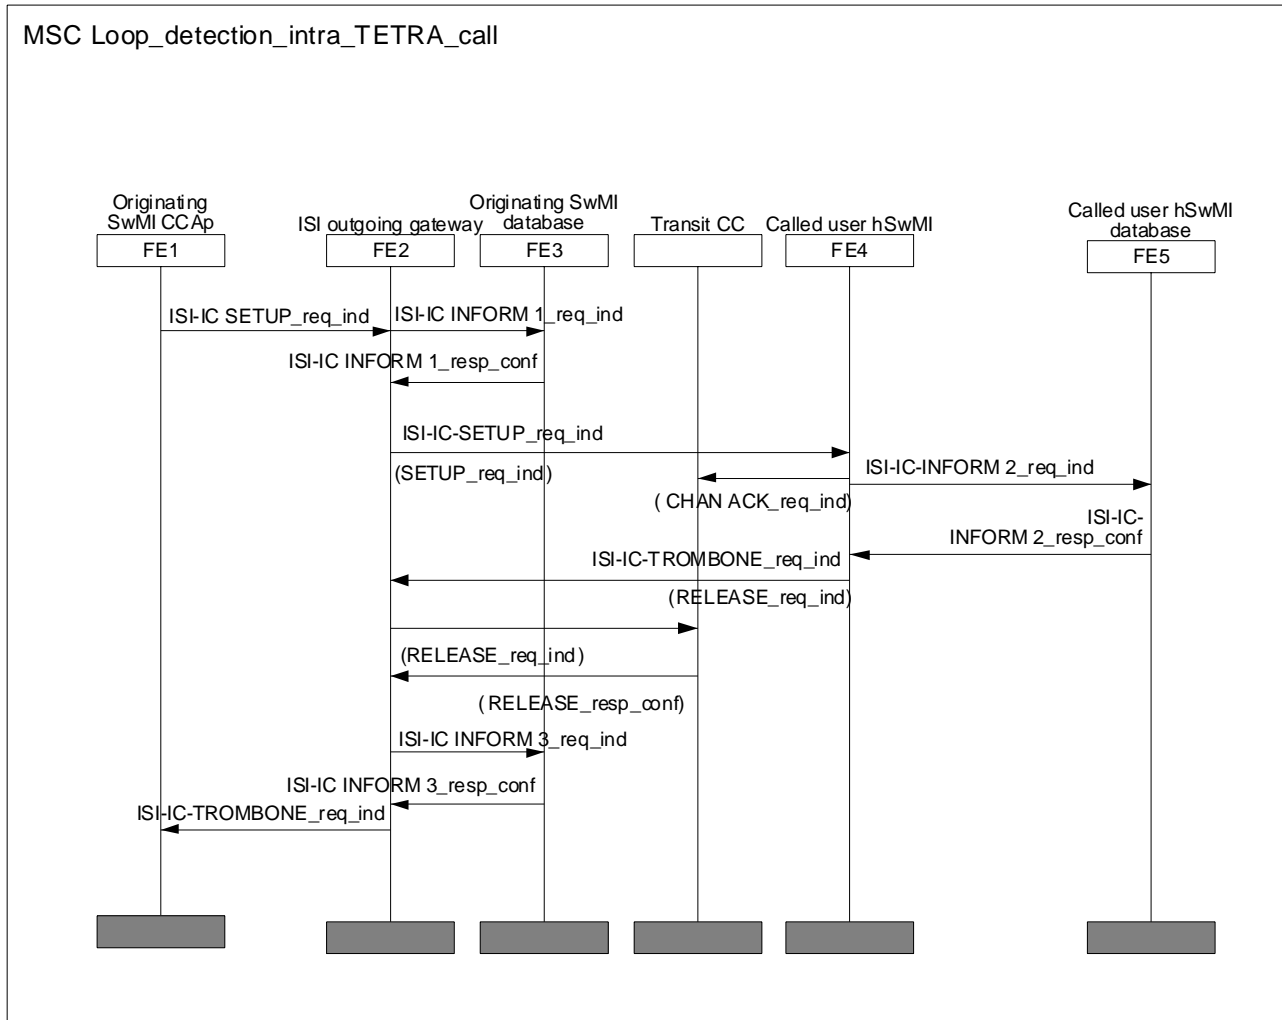 MSC Loop_detection_intra_TETRA_call
Originating
SwMI CCAp
ISI outgoing gateway
Originating SwMI
database
Transit CC
Called user hSwMI
Called user hSwMI
database
FE1
FE2
FE3
FE4
FE5
ISI-IC SETUP_req_ind
ISI-IC INFORM 1_req_ind
ISI-IC INFORM 1_resp_conf
ISI-IC-SETUP_req_ind
(SETUP_req_ind)
ISI-IC-INFORM 2_req_ind
( CHAN ACK_req_ind)
ISI-IC-
INFORM 2_resp_conf
ISI-IC-TROMBONE_req_ind
(RELEASE_req_ind)
(RELEASE_req_ind)
( RELEASE_resp_conf)
ISI-IC INFORM 3_req_ind
ISI-IC INFORM 3_resp_conf
ISI-IC-TROMBONE_req_ind